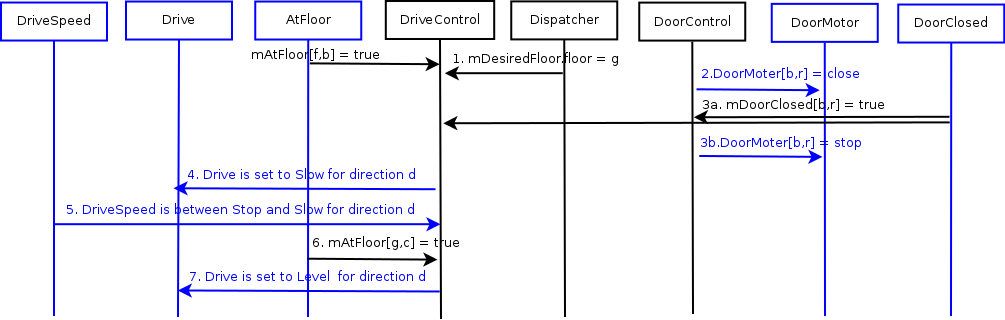 DriveSpeed
Drive
AtFloor
DriveControl
Dispatcher
DoorControl
DoorMotor
DoorClosed
mAtFloor[f,b] = true
1. mDesiredFloor.floor = g
2.DoorMoter[b,r] = close
3a. mDoorClosed[b,r] = true
3b.DoorMoter[b,r] = stop
4. Drive is set to Slow for direction d
5. DriveSpeed is between Stop and Slow for direction d
6. mAtFloor[g,c] = true
7. Drive is set to Level for direction d